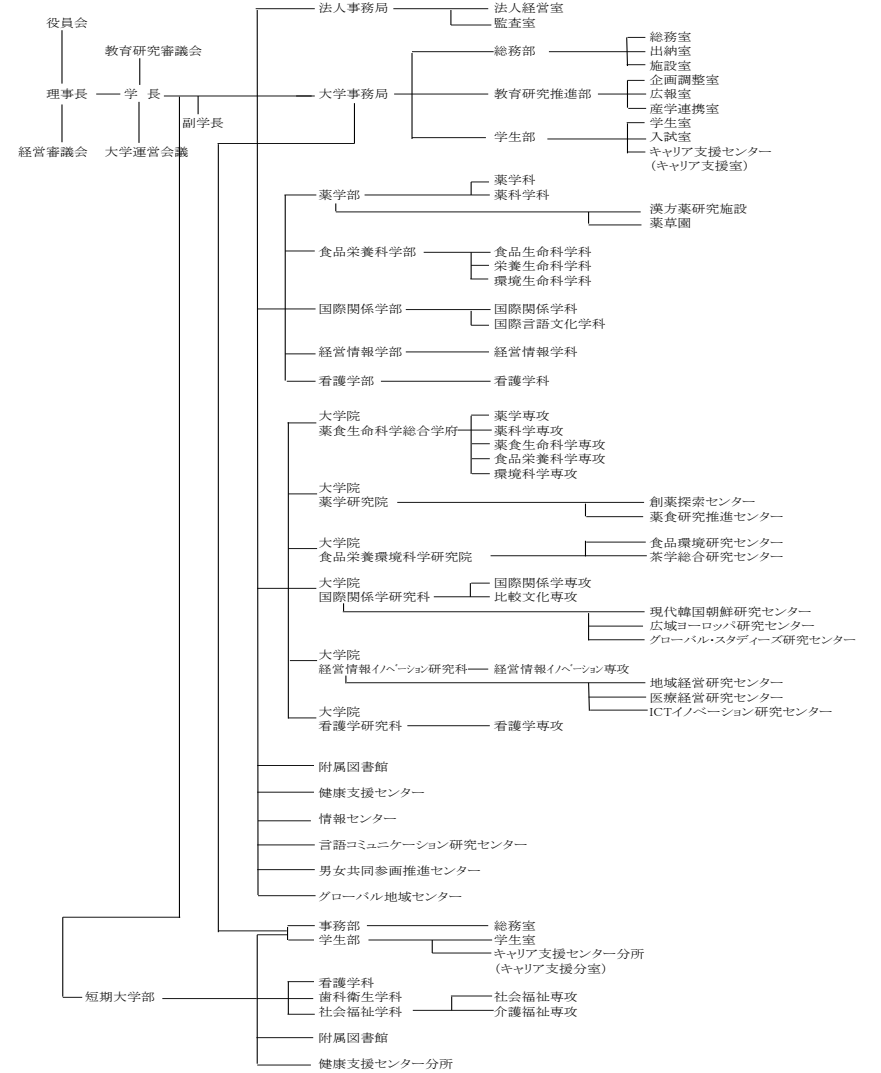 役員会
教育研究審議会
理事長
学 長
副学長
経営審議会
大学運営会議
法人事務局
法人経営室
監査室
大学事務局
総務部
総務室
出納室
施設室
教育研究推進部
企画調整室
広報室
産学連携室
学生部
学生室
入試室
キャリア支援センター
(キャリア支援室)
薬学部
薬学科
薬科学科
漢方薬研究施設
薬草園
食品栄養科学部
食品生命科学科
栄養生命科学科
環境生命科学科
国際関係学部
国際関係学科
国際言語文化学科
経営情報学部
経営情報学科
看護学部
看護学科
大学院
薬食生命科学総合学府
薬学専攻
薬科学専攻
薬食生命科学専攻
食品栄養科学専攻
環境科学専攻
大学院
薬学研究院
創薬探索センター
薬食研究推進センター
大学院
食品栄養環境科学研究院
食品環境研究センター
茶学総合研究センター
大学院
国際関係学研究科
国際関係学専攻
比較文化専攻
現代韓国朝鮮研究センター
広域ヨーロッパ研究センター
グローバル・スタディーズ研究センター
大学院
経営情報イノベーション研究科
経営情報イノベーション専攻
地域経営研究センター
医療経営研究センター
ICTイノベーション研究センター
大学院
看護学研究科
看護学専攻
附属図書館
健康支援センター
情報センター
言語コミュニケーション研究センター
男女共同参画推進センター
グローバル地域センター
事務部
総務室
学生部
学生室
キャリア支援センター分所
(キャリア支援分室)
短期大学部
看護学科
歯科衛生学科
社会福祉学科
社会福祉専攻
介護福祉専攻
附属図書館
健康支援センター分所